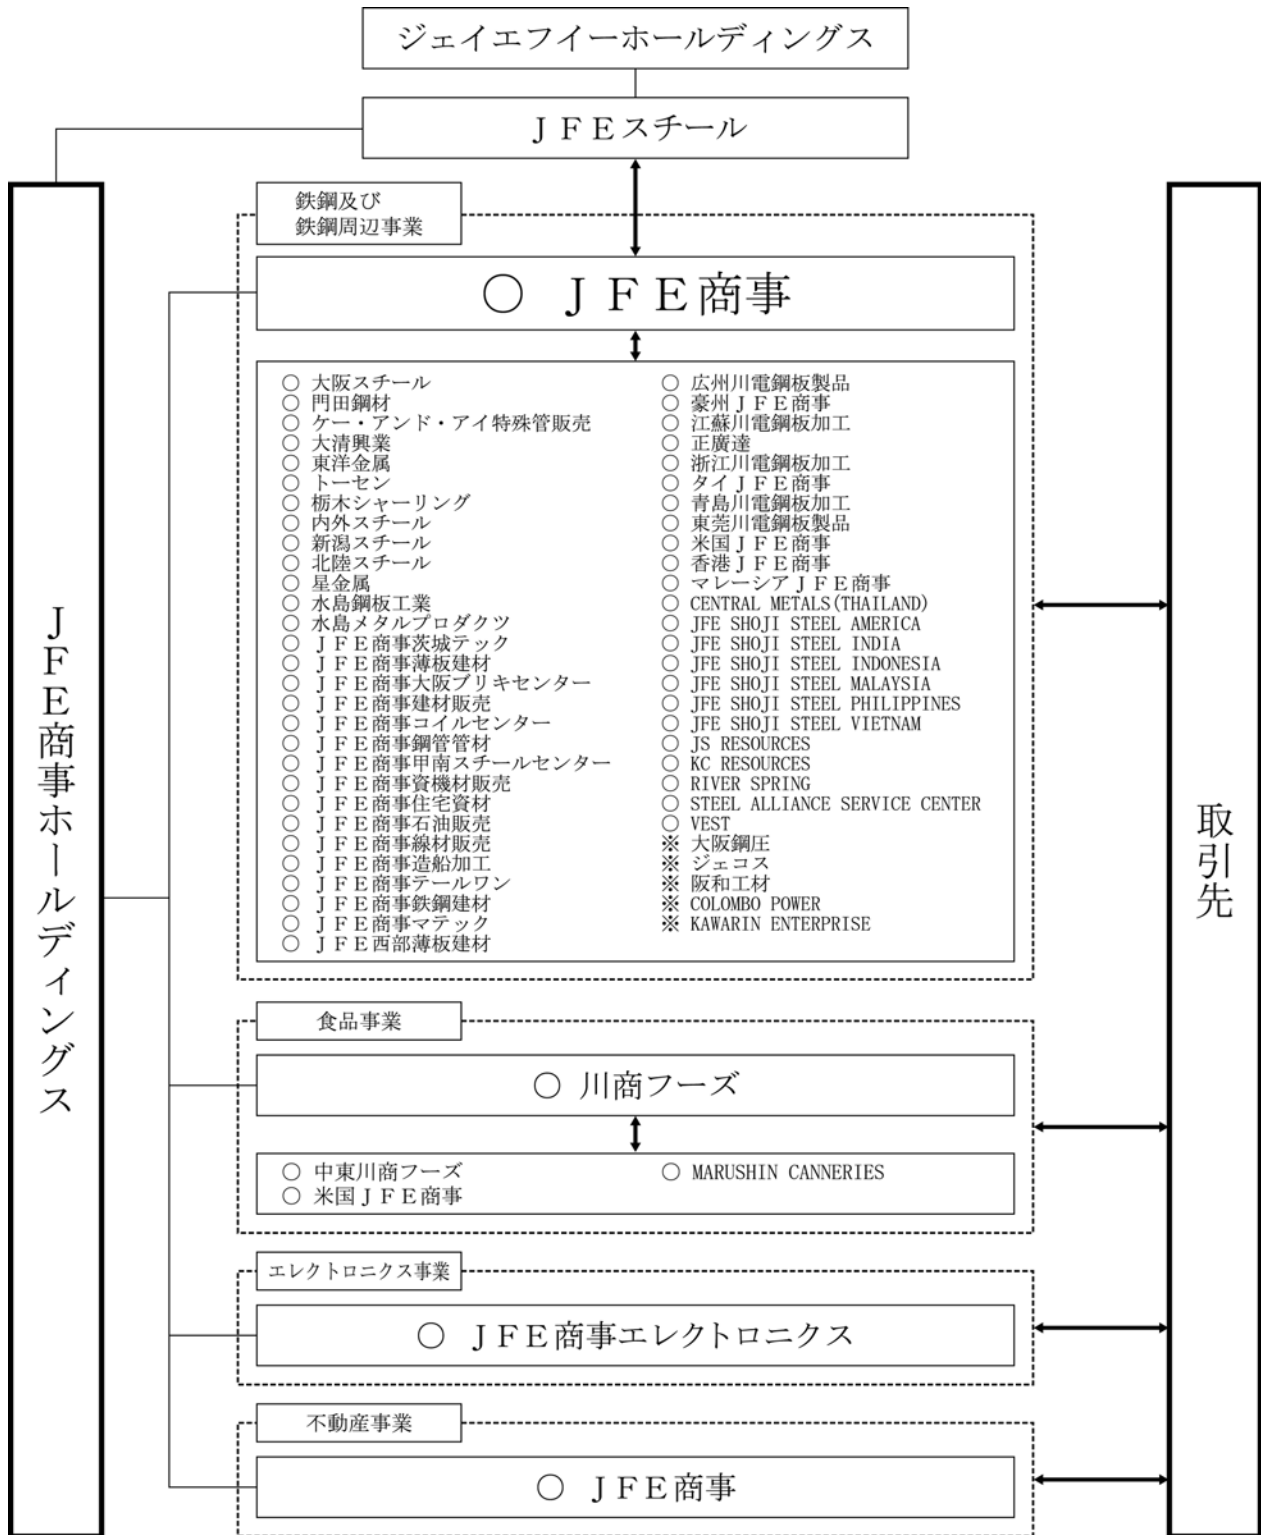 ジェイエフイーホールディングス
ＪＦＥスチール
ＪＦＥ商事ホールディングス
鉄鋼及び
鉄鋼周辺事業
○ ＪＦＥ商事
○ 大阪スチール
○ 門田鋼材
○ ケー・アンド・アイ特殊管販売
○ 大清興業
○ 東洋金属
○ トーセン
○ 栃木シャーリング
○ 内外スチール
○ 新潟スチール
○ 北陸スチール
○ 星金属
○ 水島鋼板工業
○ 水島メタルプロダクツ
○ ＪＦＥ商事茨城テック
○ ＪＦＥ商事薄板建材
○ ＪＦＥ商事大阪ブリキセンター
○ ＪＦＥ商事建材販売
○ ＪＦＥ商事コイルセンター
○ ＪＦＥ商事鋼管管材
○ ＪＦＥ商事甲南スチールセンター
○ ＪＦＥ商事資機材販売
○ ＪＦＥ商事住宅資材
○ ＪＦＥ商事石油販売
○ ＪＦＥ商事線材販売
○ ＪＦＥ商事造船加工
○ ＪＦＥ商事テールワン
○ ＪＦＥ商事鉄鋼建材
○ ＪＦＥ商事マテック
○ ＪＦＥ西部薄板建材
○ 広州川電鋼板製品
○ 豪州ＪＦＥ商事
○ 江蘇川電鋼板加工
○ 正廣達
○ 浙江川電鋼板加工
○ タイＪＦＥ商事
○ 青島川電鋼板加工
○ 東莞川電鋼板製品
○ 米国ＪＦＥ商事
○ 香港ＪＦＥ商事
○ マレーシアＪＦＥ商事
○ CENTRAL METALS(THAILAND)
○ JFE SHOJI STEEL AMERICA
○ JFE SHOJI STEEL INDIA
○ JFE SHOJI STEEL INDONESIA
○ JFE SHOJI STEEL MALAYSIA
○ JFE SHOJI STEEL PHILIPPINES
○ JFE SHOJI STEEL VIETNAM
○ JS RESOURCES
○ KC RESOURCES
○ RIVER SPRING
○ STEEL ALLIANCE SERVICE CENTER
○ VEST
※ 大阪鋼圧
※ ジェコス
※ 阪和工材
※ COLOMBO POWER
※ KAWARIN ENTERPRISE
食品事業
○ 川商フーズ
○ 中東川商フーズ
○ 米国ＪＦＥ商事
○ MARUSHIN CANNERIES
エレクトロニクス事業
○ ＪＦＥ商事エレクトロニクス
不動産事業
○ ＪＦＥ商事
取引先